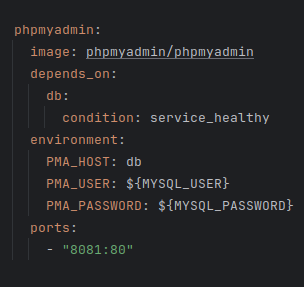 phpmyadmin:
  image: phpmyadmin/phpmyadmin
  depends_on:
    db:
      condition: service_healthy
  environment:
    PMA_HOST: db
    PMA_USER: ${MYSQL_USER}
    PMA_PASSWORD: ${MYSQL_PASSWORD}
  ports:
    - "8081:80"